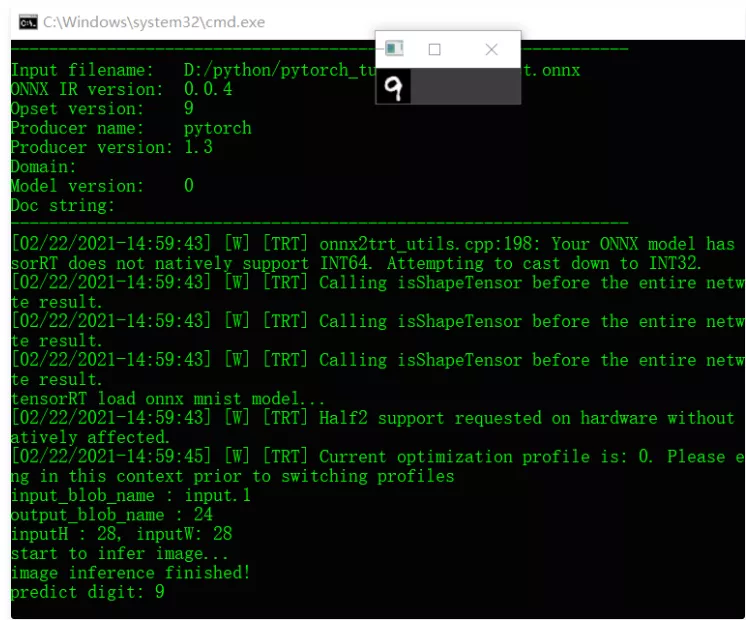 C:\Windows\system32\cmd.exe
----------------------------------------------------------------
Input filename:   D:/python/pytorch_tu t.onnx
ONNX IR version:  0.0.4
Opset version:    9
Producer name:    pytorch
Producer version: 1.3
Domain:
Model version:    0
Doc string:
----------------------------------------------------------------
[02/22/2021-14:59:43] [W] [TRT] onnx2trt_utils.cpp:198: Your ONNX model has
sorRT does not natively support INT64. Attempting to cast down to INT32.
[02/22/2021-14:59:43] [W] [TRT] Calling isShapeTensor before the entire netw
te result.
[02/22/2021-14:59:43] [W] [TRT] Calling isShapeTensor before the entire netw
te result.
[02/22/2021-14:59:43] [W] [TRT] Calling isShapeTensor before the entire netw
te result.
tensorRT load onnx mnist model...
[02/22/2021-14:59:43] [W] [TRT] Half2 support requested on hardware without
atively affected.
[02/22/2021-14:59:45] [W] [TRT] Current optimization profile is: 0. Please e
ng in this context prior to switching profiles
input_blob_name : input.1
output_blob_name : 24
inputH : 28, inputW: 28
start to infer image...
image inference finished!
predict digit: 9
9